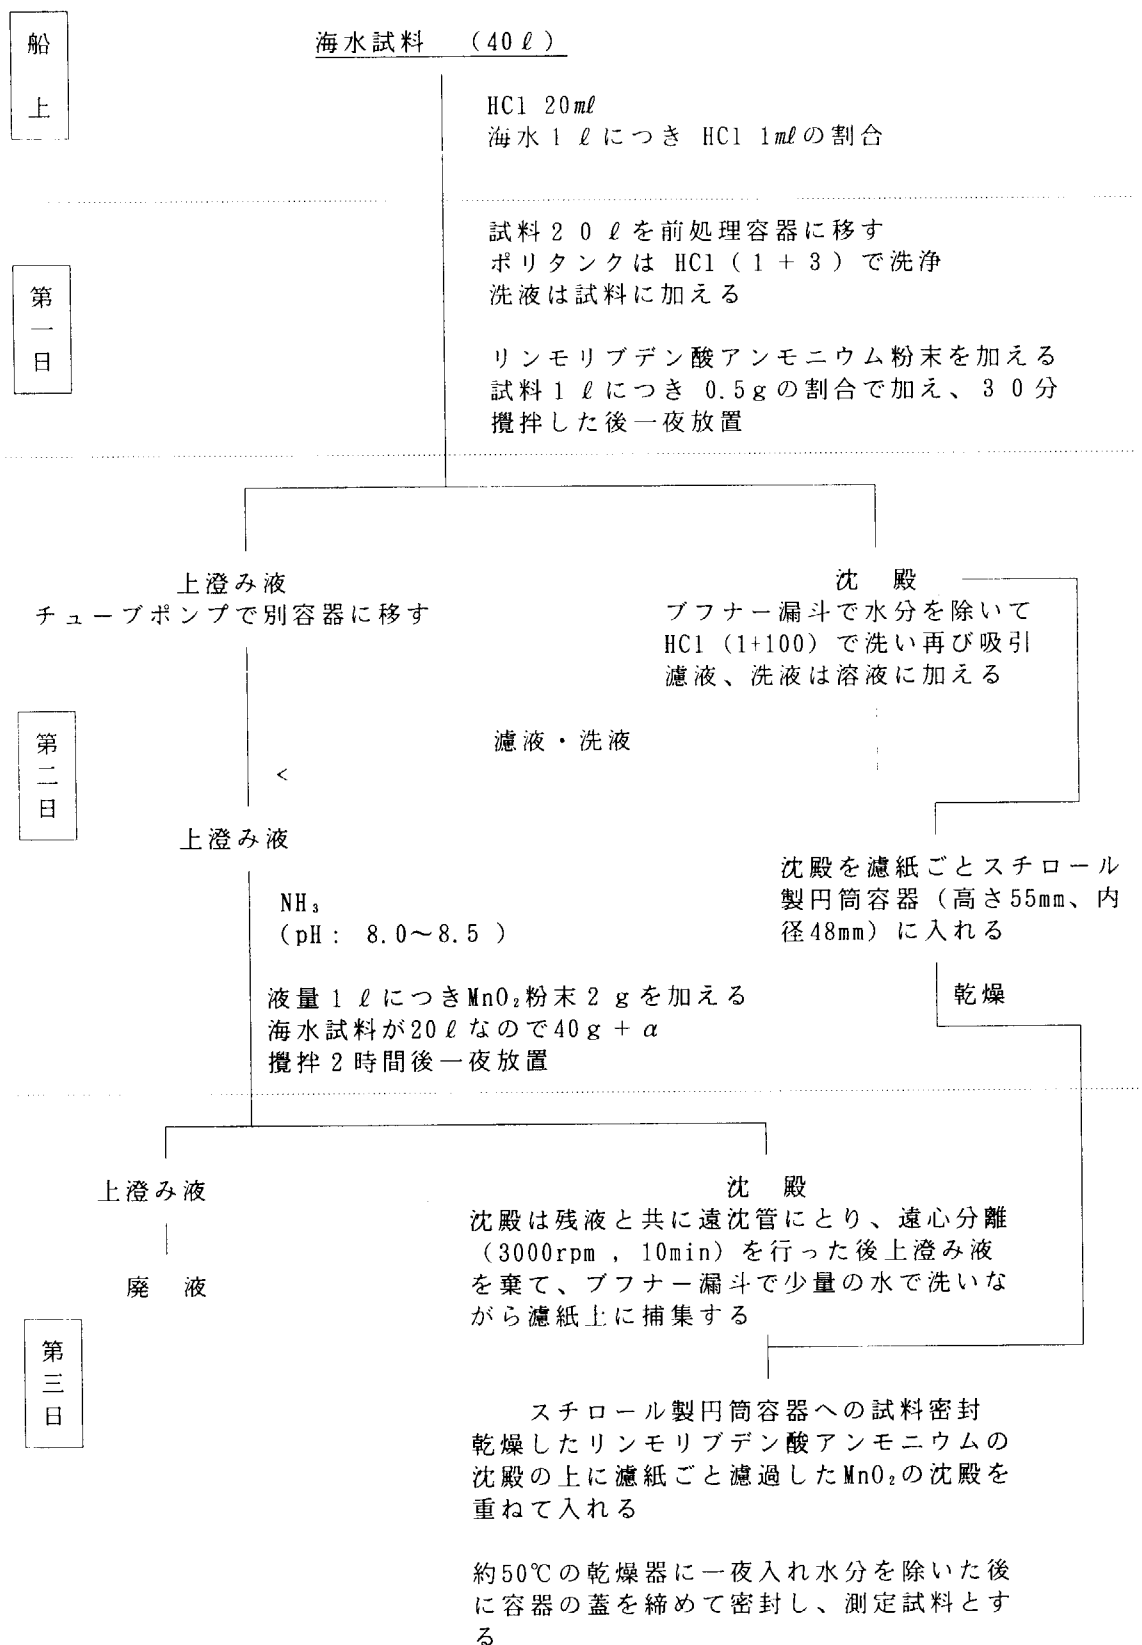 船上
海水試料 (40ℓ)
HCl 20㎖
海水1ℓにつき HCl 1㎖の割合
第一日
試料20ℓを前処理容器に移す
ポリタンクは HCl(1+3)で洗浄
洗液は試料に加える
リンモリブデン酸アンモニウム粉末を加える
試料1ℓにつき 0.5gの割合で加え、30分
攪拌した後一夜放置
第二日
上澄み液
チューブポンプで別容器に移す
沈 殿
ブフナー漏斗で水分を除いて
HCl (1+100) で洗い再び吸引
濾液、洗液は溶液に加える
濾液・洗液
<
上澄み液
NH₃
(pH: 8.0〜8.5 )
液量1ℓにつきMnO₂粉末2gを加える
海水試料が20ℓなので40g+α
攪拌2時間後一夜放置
沈殿を濾紙ごとスチロール
製円筒容器(高さ55mm、内
径48mm)に入れる
乾燥
第三日
上澄み液
廃 液
沈 殿
沈殿は残液と共に遠沈管にとり、遠心分離
(3000rpm , 10min) を行った後上澄み液
を棄て、ブフナー漏斗で少量の水で洗いな
がら濾紙上に捕集する
スチロール製円筒容器への試料密封
乾燥したリンモリブデン酸アンモニウムの
沈殿の上に濾紙ごと濾過したMnO₂の沈殿を
重ねて入れる
約50℃の乾燥器に一夜入れ水分を除いた後
に容器の蓋を締めて密封し、測定試料とす
る